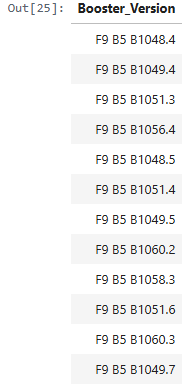 Out[25]: Booster_Version
F9 B5 B1048.4
F9 B5 B1049.4
F9 B5 B1051.3
F9 B5 B1056.4
F9 B5 B1048.5
F9 B5 B1051.4
F9 B5 B1049.5
F9 B5 B1060.2
F9 B5 B1058.3
F9 B5 B1051.6
F9 B5 B1060.3
F9 B5 B1049.7